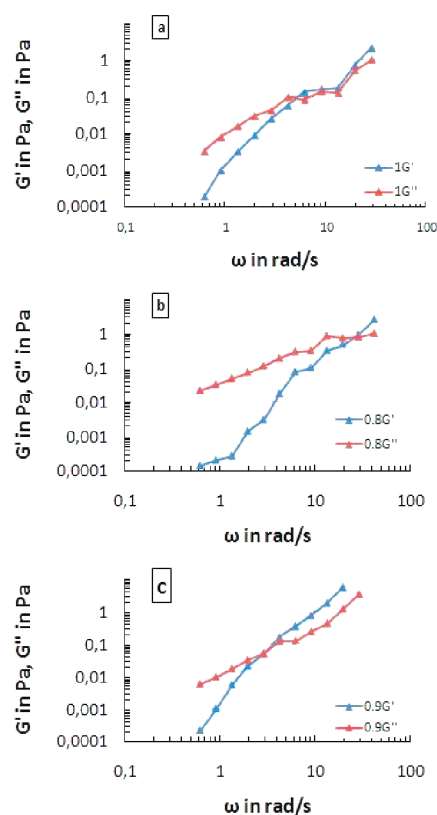 a
G' in Pa, G'' in Pa
1
0,1
0,01
0,001
0,0001
1G'
1G''
0,1
1
10
100
ω in rad/s
b
G' in Pa, G'' in Pa
1
0,1
0,01
0,001
0,0001
0.8G'
0.8G''
0,1
1
10
100
ω in rad/s
c
G' in Pa, G'' in Pa
1
0,1
0,01
0,001
0,0001
0.9G'
0.9G''
0,1
1
10
100
ω in rad/s